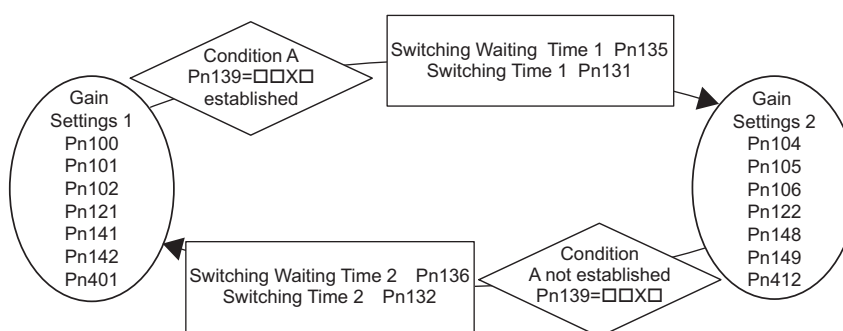 Condition A
Pn139=□□X□
established
Switching Waiting Time 1 Pn135
Switching Time 1 Pn131
Gain
Settings 1
Pn100
Pn101
Pn102
Pn121
Pn141
Pn142
Pn401
Gain
Settings 2
Pn104
Pn105
Pn106
Pn122
Pn148
Pn149
Pn412
Switching Waiting Time 2 Pn136
Switching Time 2 Pn132
Condition
A not established
Pn139=□□X□